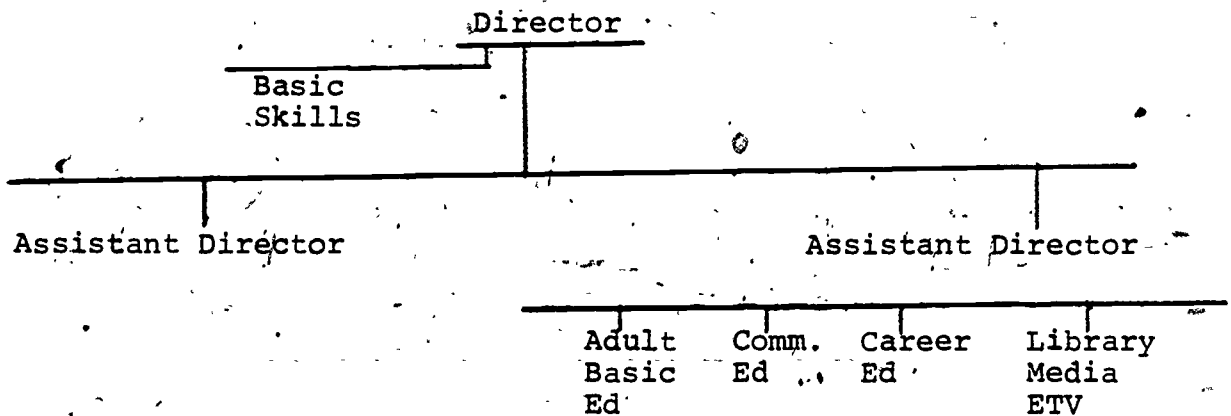 Director
Basic
Skills
Assistant Director
Assistant Director
Adult
Basic
Ed
Comm.
Ed
Career
Ed
Library
Media
ETV